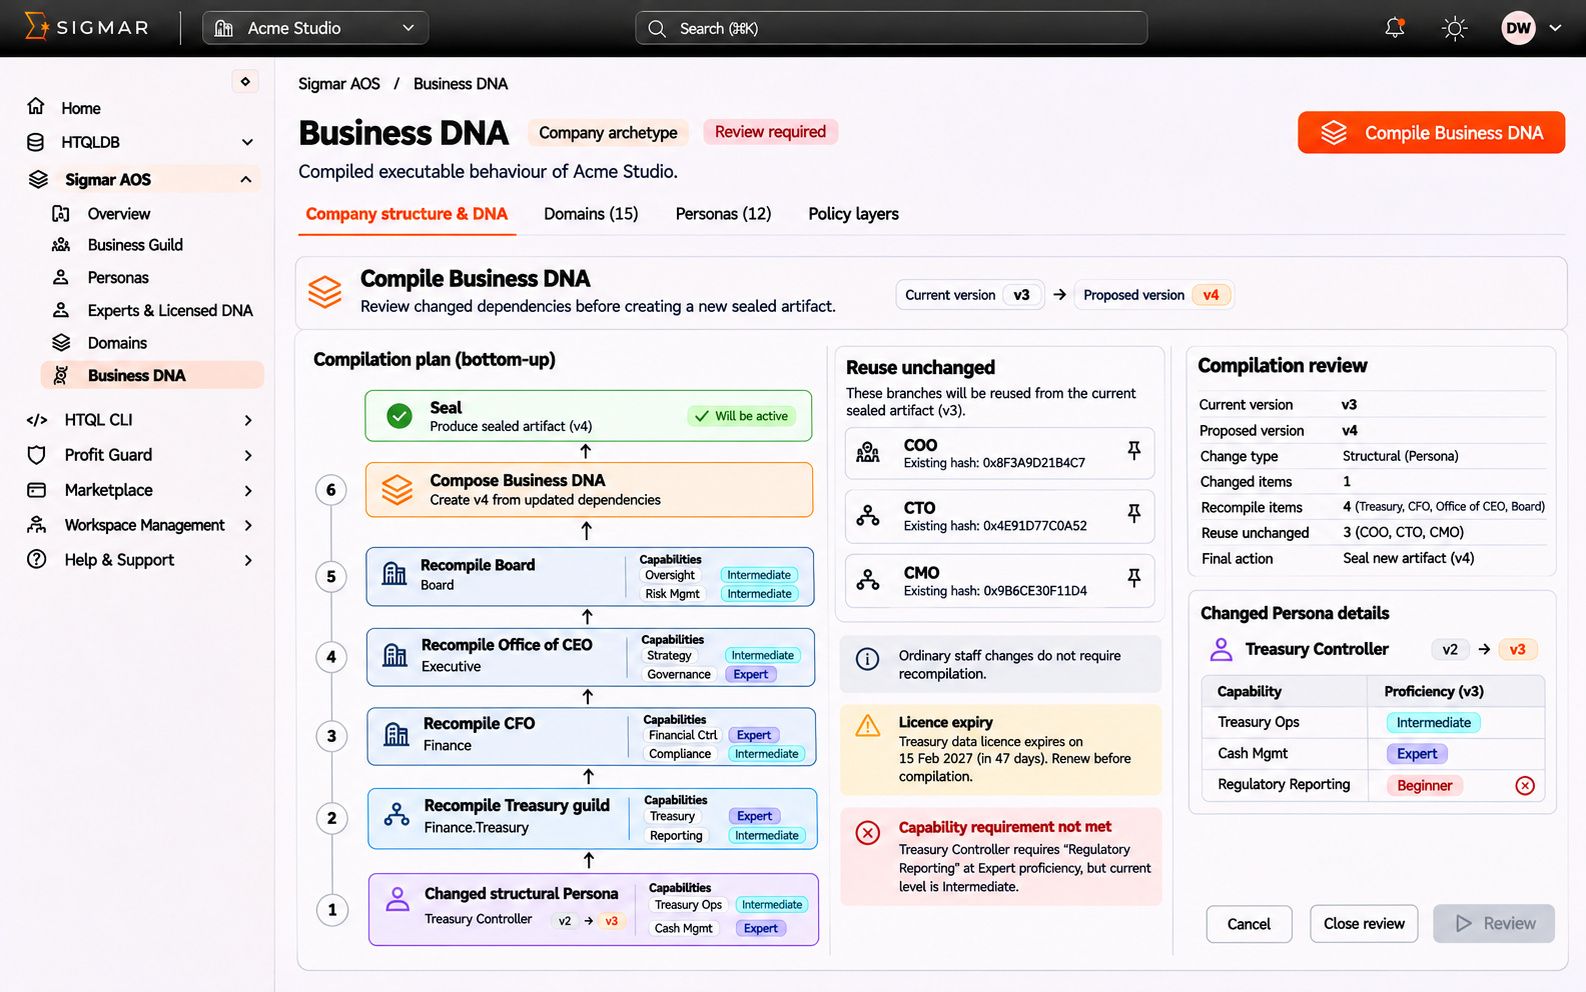 SIGMAR
Acme Studio
Search (⌘K)
DW
Home
HTQLDB
Sigmar AOS
Overview
Business Guild
Personas
Experts & Licensed DNA
Domains
Business DNA
HTQL CLI
Profit Guard
Marketplace
Workspace Management
Help & Support
Sigmar AOS / Business DNA
Business DNA
Company archetype
Review required
Compile Business DNA
Compiled executable behaviour of Acme Studio.
Company structure & DNA
Domains (15)
Personas (12)
Policy layers
Compile Business DNA
Review changed dependencies before creating a new sealed artifact.
Current version v3 → Proposed version v4
Compilation plan (bottom-up)
Seal
Produce sealed artifact (v4)
Will be active
6
Compose Business DNA
Create v4 from updated dependencies
5
Recompile Board
Board
Capabilities
Oversight Intermediate
Risk Mgmt Intermediate
4
Recompile Office of CEO
Executive
Capabilities
Strategy Intermediate
Governance Expert
3
Recompile CFO
Finance
Capabilities
Financial Ctrl Expert
Compliance Intermediate
2
Recompile Treasury guild
Finance.Treasury
Capabilities
Treasury Expert
Reporting Intermediate
1
Changed structural Persona
Treasury Controller v2 → v3
Capabilities
Treasury Ops Intermediate
Cash Mgmt Expert
Reuse unchanged
These branches will be reused from the current
sealed artifact (v3).
COO
Existing hash: 0x8F3A9D21B4C7
CTO
Existing hash: 0x4E91D77C0A52
CMO
Existing hash: 0x9B6CE30F11D4
Ordinary staff changes do not require
recompilation.
Licence expiry
Treasury data licence expires on
15 Feb 2027 (in 47 days). Renew before
compilation.
Capability requirement not met
Treasury Controller requires “Regulatory
Reporting” at Expert proficiency, but current
level is Intermediate.
Compilation review
Current version v3
Proposed version v4
Change type Structural (Persona)
Changed items 1
Recompile items 4 (Treasury, CFO, Office of CEO, Board)
Reuse unchanged 3 (COO, CTO, CMO)
Final action Seal new artifact (v4)
Changed Persona details
Treasury Controller v2 → v3
Capability Proficiency (v3)
Treasury Ops Intermediate
Cash Mgmt Expert
Regulatory Reporting Beginner
Cancel
Close review
Review